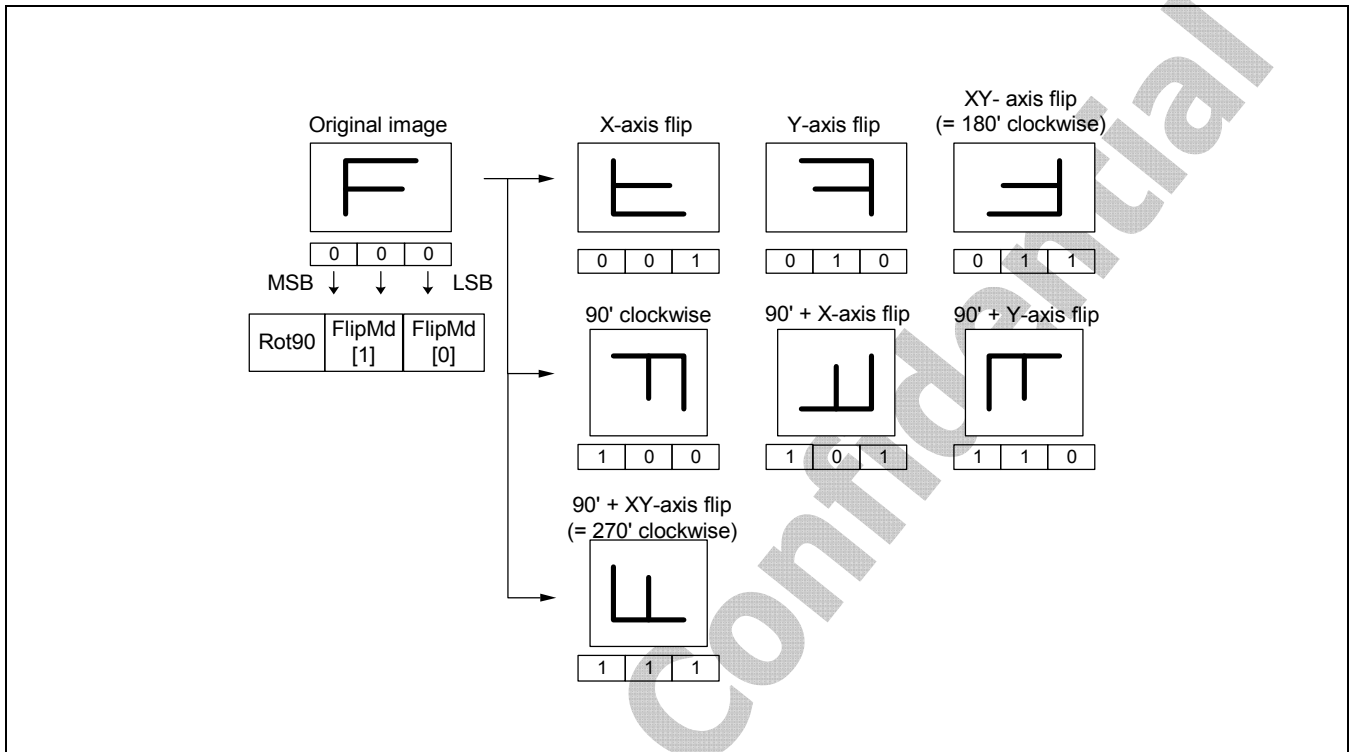 Original image
0 0 0
MSB LSB
Rot90 FlipMd [1] FlipMd [0]
X-axis flip
0 0 1
Y-axis flip
0 1 0
XY- axis flip
(= 180' clockwise)
0 1 1
90' clockwise
1 0 0
90' + X-axis flip
1 0 1
90' + Y-axis flip
1 1 0
90' + XY-axis flip
(= 270' clockwise)
1 1 1
Confidential